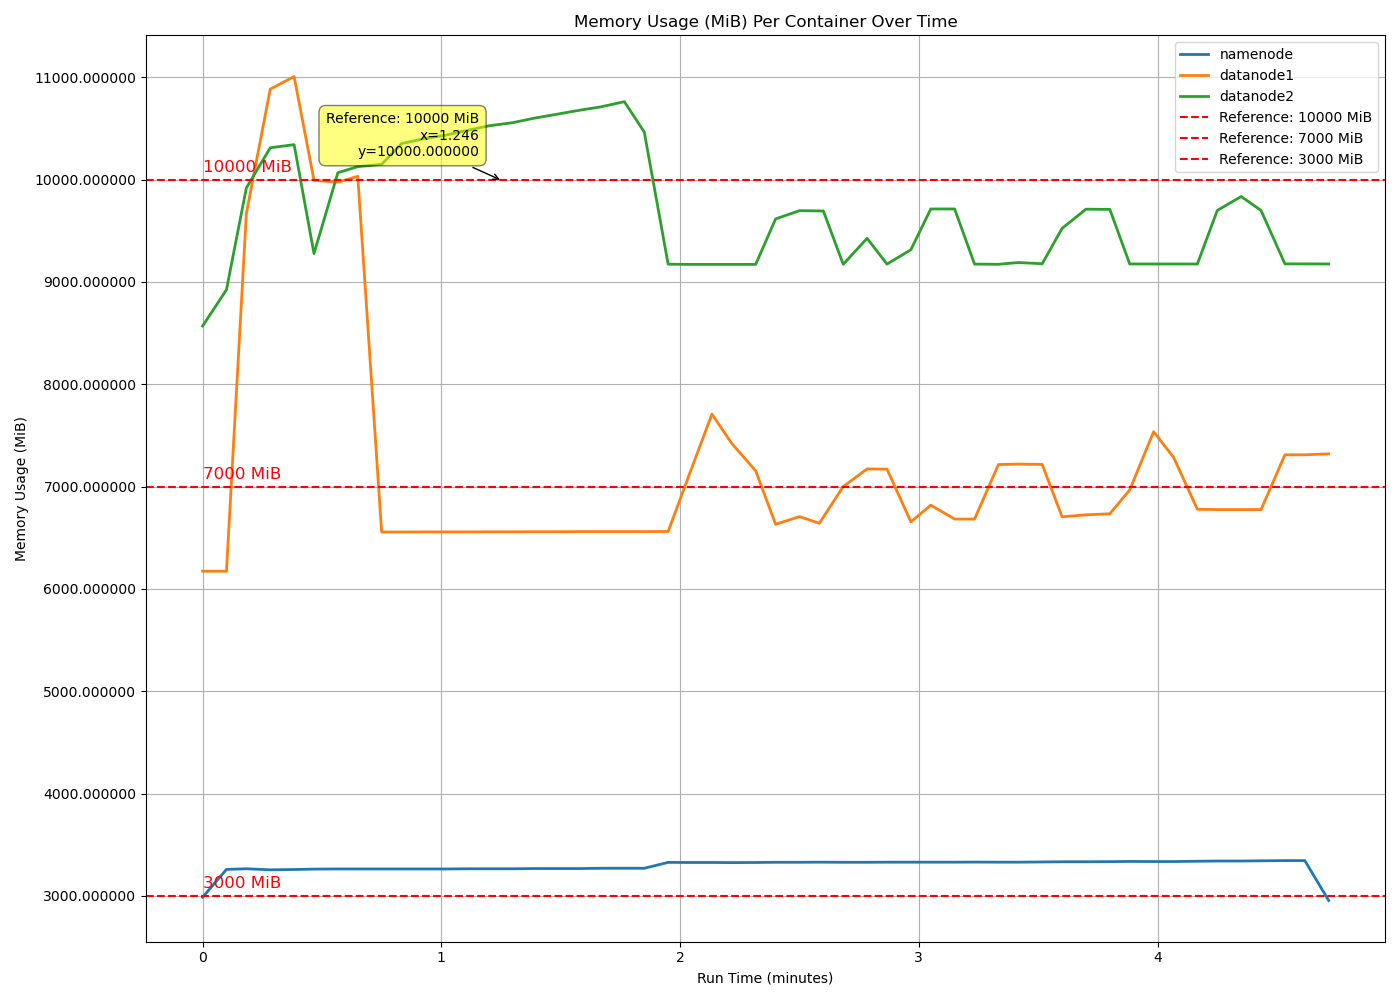 Memory Usage (MiB) Per Container Over Time
namenode
datanode1
datanode2
Reference: 10000 MiB
Reference: 7000 MiB
Reference: 3000 MiB
Reference: 10000 MiB
x=1.246
y=10000.000000
10000 MiB
7000 MiB
3000 MiB
11000.000000
10000.000000
9000.000000
8000.000000
7000.000000
6000.000000
5000.000000
4000.000000
3000.000000
Memory Usage (MiB)
0 1 2 3 4
Run Time (minutes)